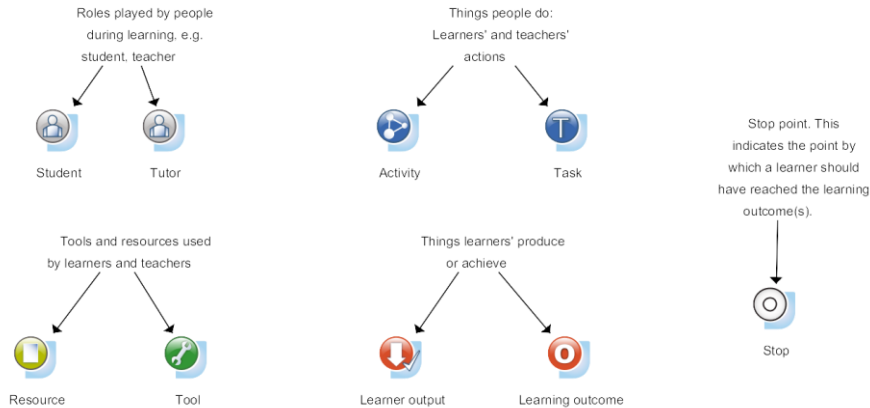 Roles played by people
during learning, e.g.
student, teacher
Student
Tutor
Things people do:
Learners' and teachers'
actions
Activity
T
Task
Tools and resources used
by learners and teachers
Resource
Tool
Things learners' produce
or achieve
Learner output
O
Learning outcome
Stop point. This
indicates the point by
which a learner should
have reached the learning
outcome(s).
Stop